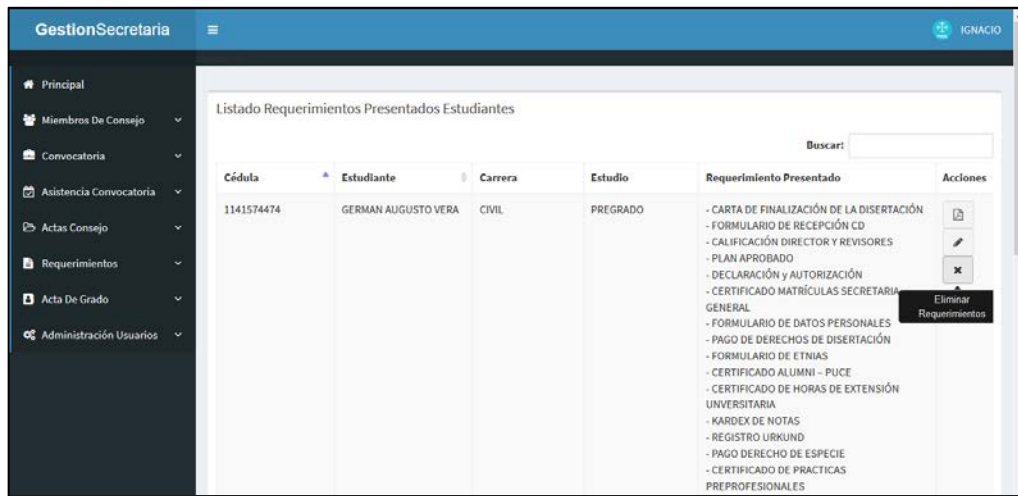 GestionSecretaria
IGNACIO
Principal
Miembros De Consejo
Convocatoria
Asistencia Convocatoria
Actas Consejo
Requerimientos
Acta De Grado
Administración Usuarios
Listado Requerimientos Presentados Estudiantes
Buscar:
Cédula Estudiante Carrera Estudio Requerimiento Presentado Acciones
1141574474 GERMAN AUGUSTO VERA CIVIL PREGRADO - CARTA DE FINALIZACIÓN DE LA DISERTACIÓN
- FORMULARIO DE RECEPCIÓN CD
- CALIFICACIÓN DIRECTOR Y REVISORES
- PLAN APROBADO
- DECLARACIÓN y AUTORIZACIÓN
- CERTIFICADO MATRÍCULAS SECRETARIA
GENERAL
- FORMULARIO DE DATOS PERSONALES
- PAGO DE DERECHOS DE DISERTACIÓN
- FORMULARIO DE ETNIAS
- CERTIFICADO ALUMNI – PUCE
- CERTIFICADO DE HORAS DE EXTENSIÓN
UNVERSITARIA
- KARDEX DE NOTAS
- REGISTRO URKUND
- PAGO DERECHO DE ESPECIE
- CERTIFICADO DE PRACTICAS
PREPROFESIONALES
Eliminar
Requerimientos